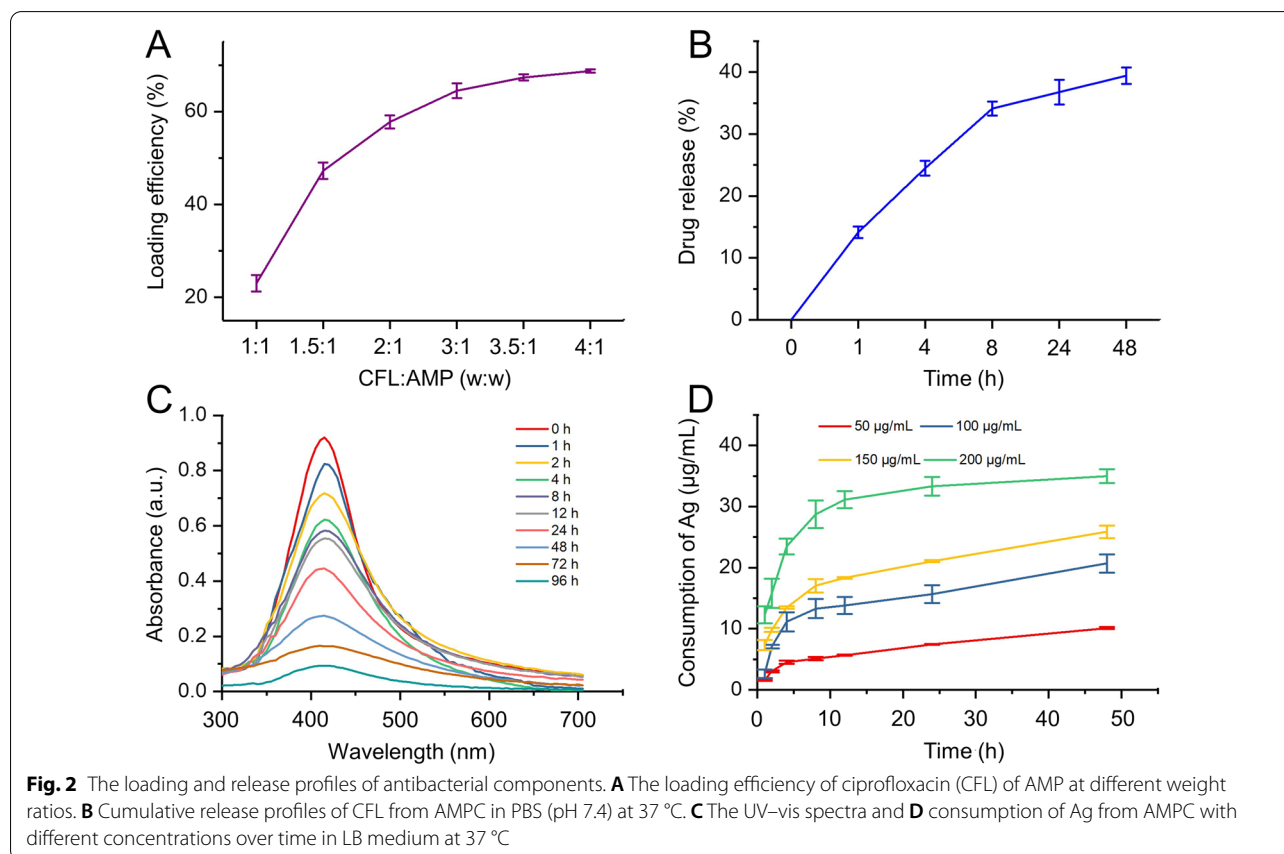 A
Loading efficiency (%)
60
40
20
1:1 1.5:1 2:1 3:1 3.5:1 4:1
CFL:AMP (w:w)
B
Drug release (%)
40
30
20
10
0
0 1 4 8 24 48
Time (h)
C
Absorbance (a.u.)
1.0
0.8
0.6
0.4
0.2
0.0
300 400 500 600 700
Wavelength (nm)
0 h
1 h
2 h
4 h
8 h
12 h
24 h
48 h
72 h
96 h
D
Consumption of Ag (µg/mL)
40
30
20
10
0
0 10 20 30 40 50
Time (h)
50 µg/mL 100 µg/mL
150 µg/mL 200 µg/mL
Fig. 2 The loading and release profiles of antibacterial components. A The loading efficiency of ciprofloxacin (CFL) of AMP at different weight
ratios. B Cumulative release profiles of CFL from AMPC in PBS (pH 7.4) at 37 °C. C The UV–vis spectra and D consumption of Ag from AMPC with
different concentrations over time in LB medium at 37 °C